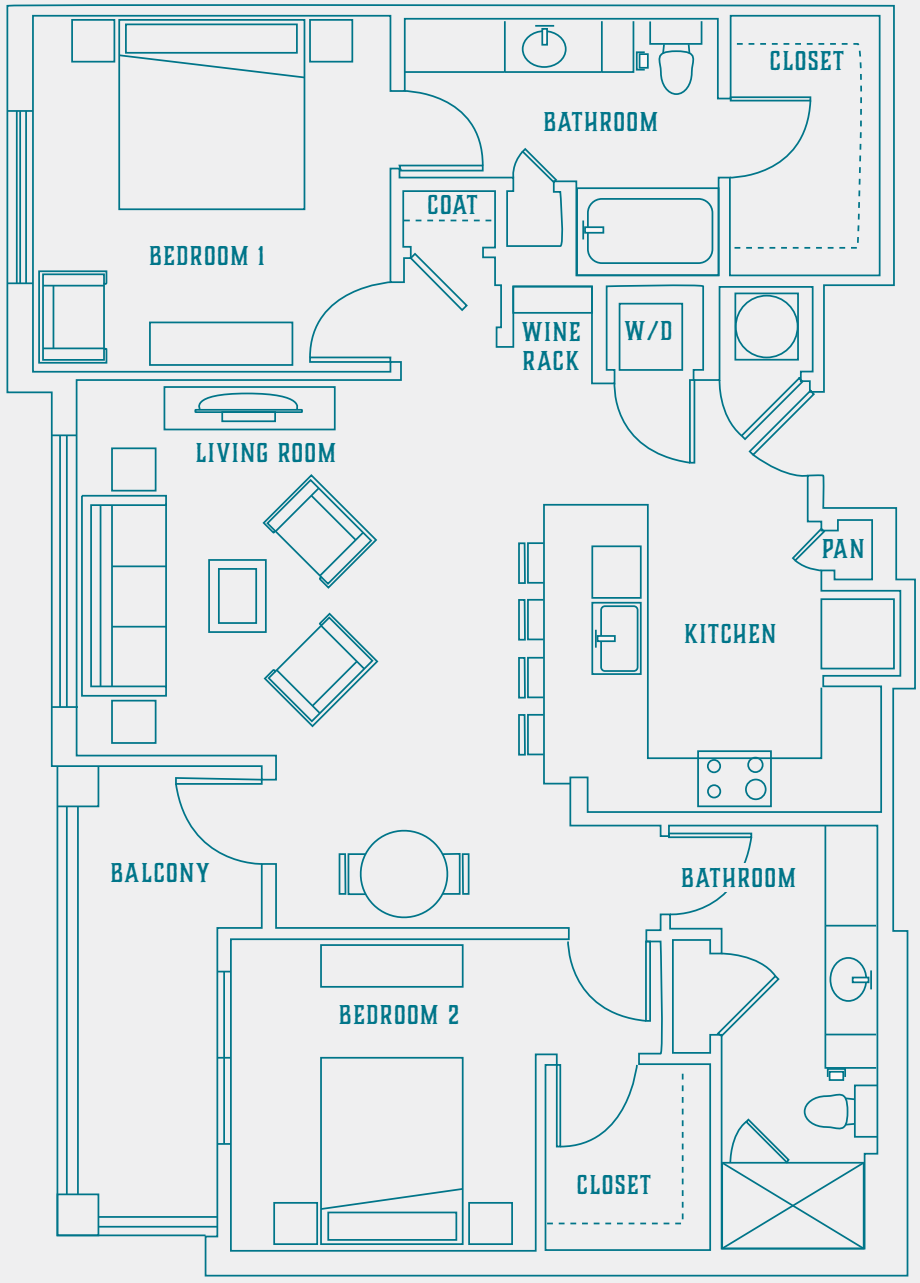 CLOSET
BATHROOM
COAT
BEDROOM 1
WINE
RACK
W/D
LIVING ROOM
PAN
KITCHEN
BALCONY
BATHROOM
BEDROOM 2
CLOSET